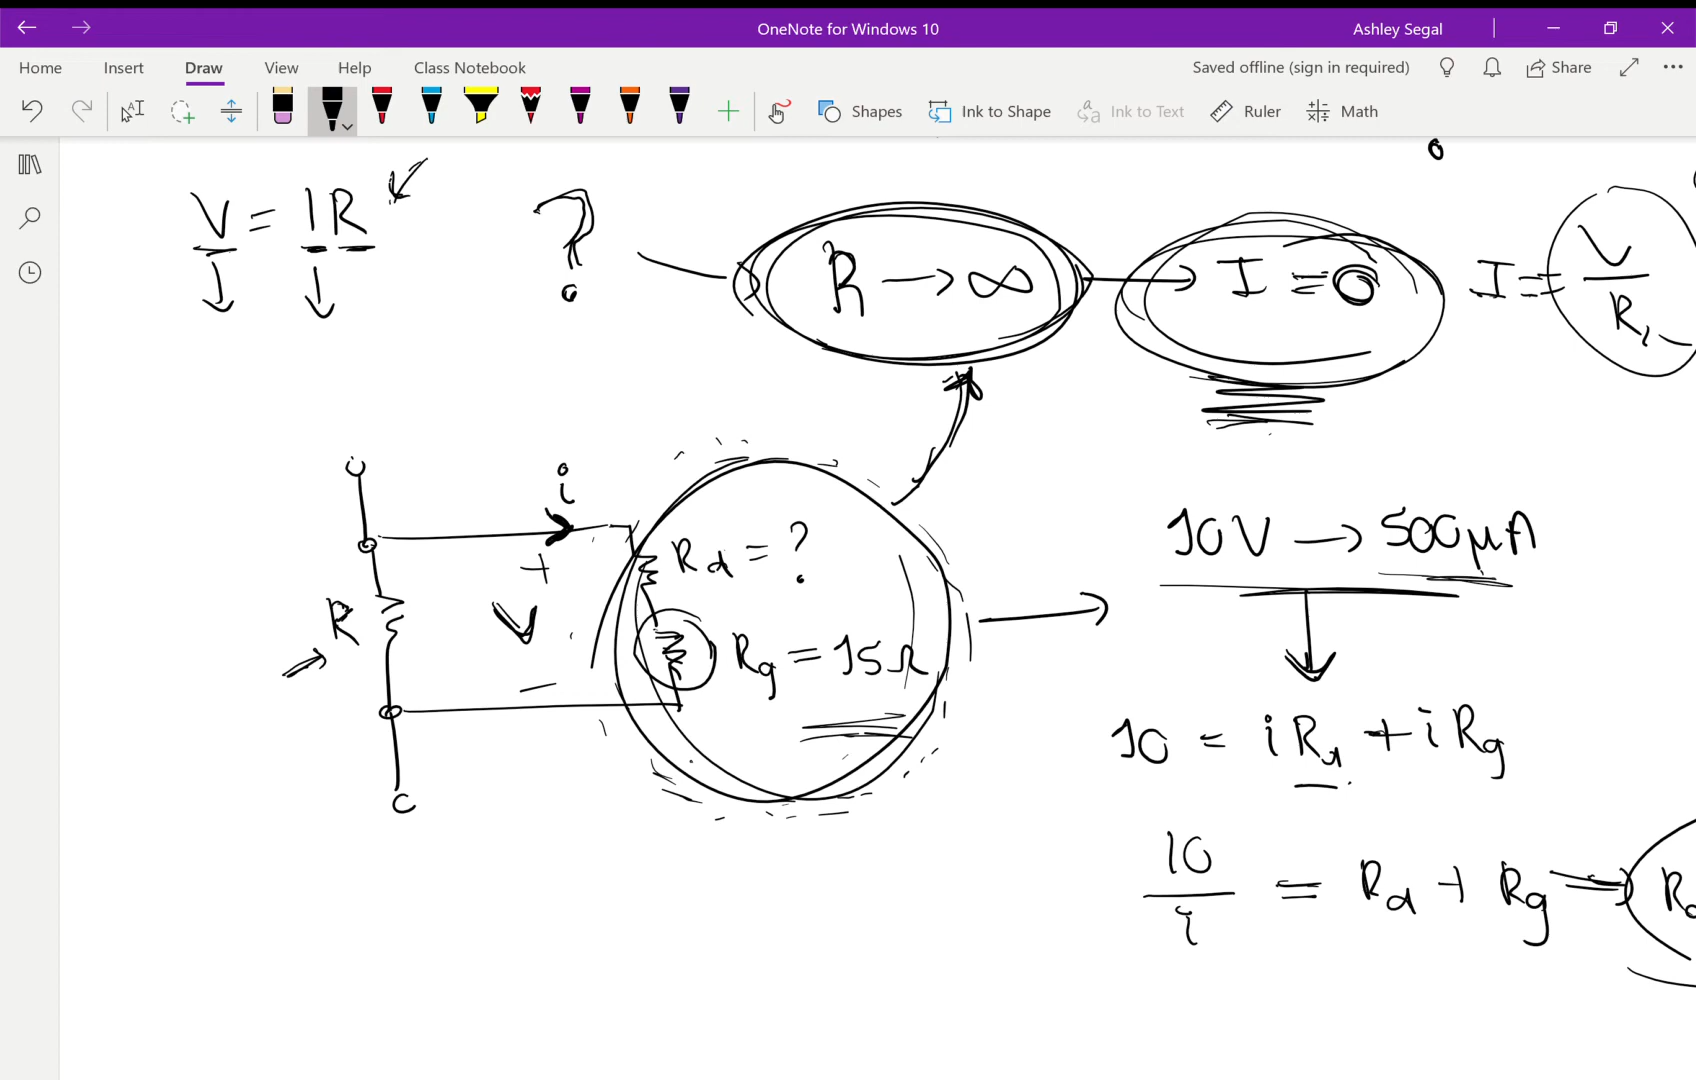 OneNote for Windows 10
Ashley Segal
Home Insert Draw View Help Class Notebook
Saved offline (sign in required)
Share
Shapes Ink to Shape Ink to Text Ruler Math
V = IR
?
R → ∞
I = 0
I = V / R
i
+
V
−
R
Rd = ?
Rg = 15Ω
10V → 500μA
10 = iRd + iRg
10 / i = Rd + Rg